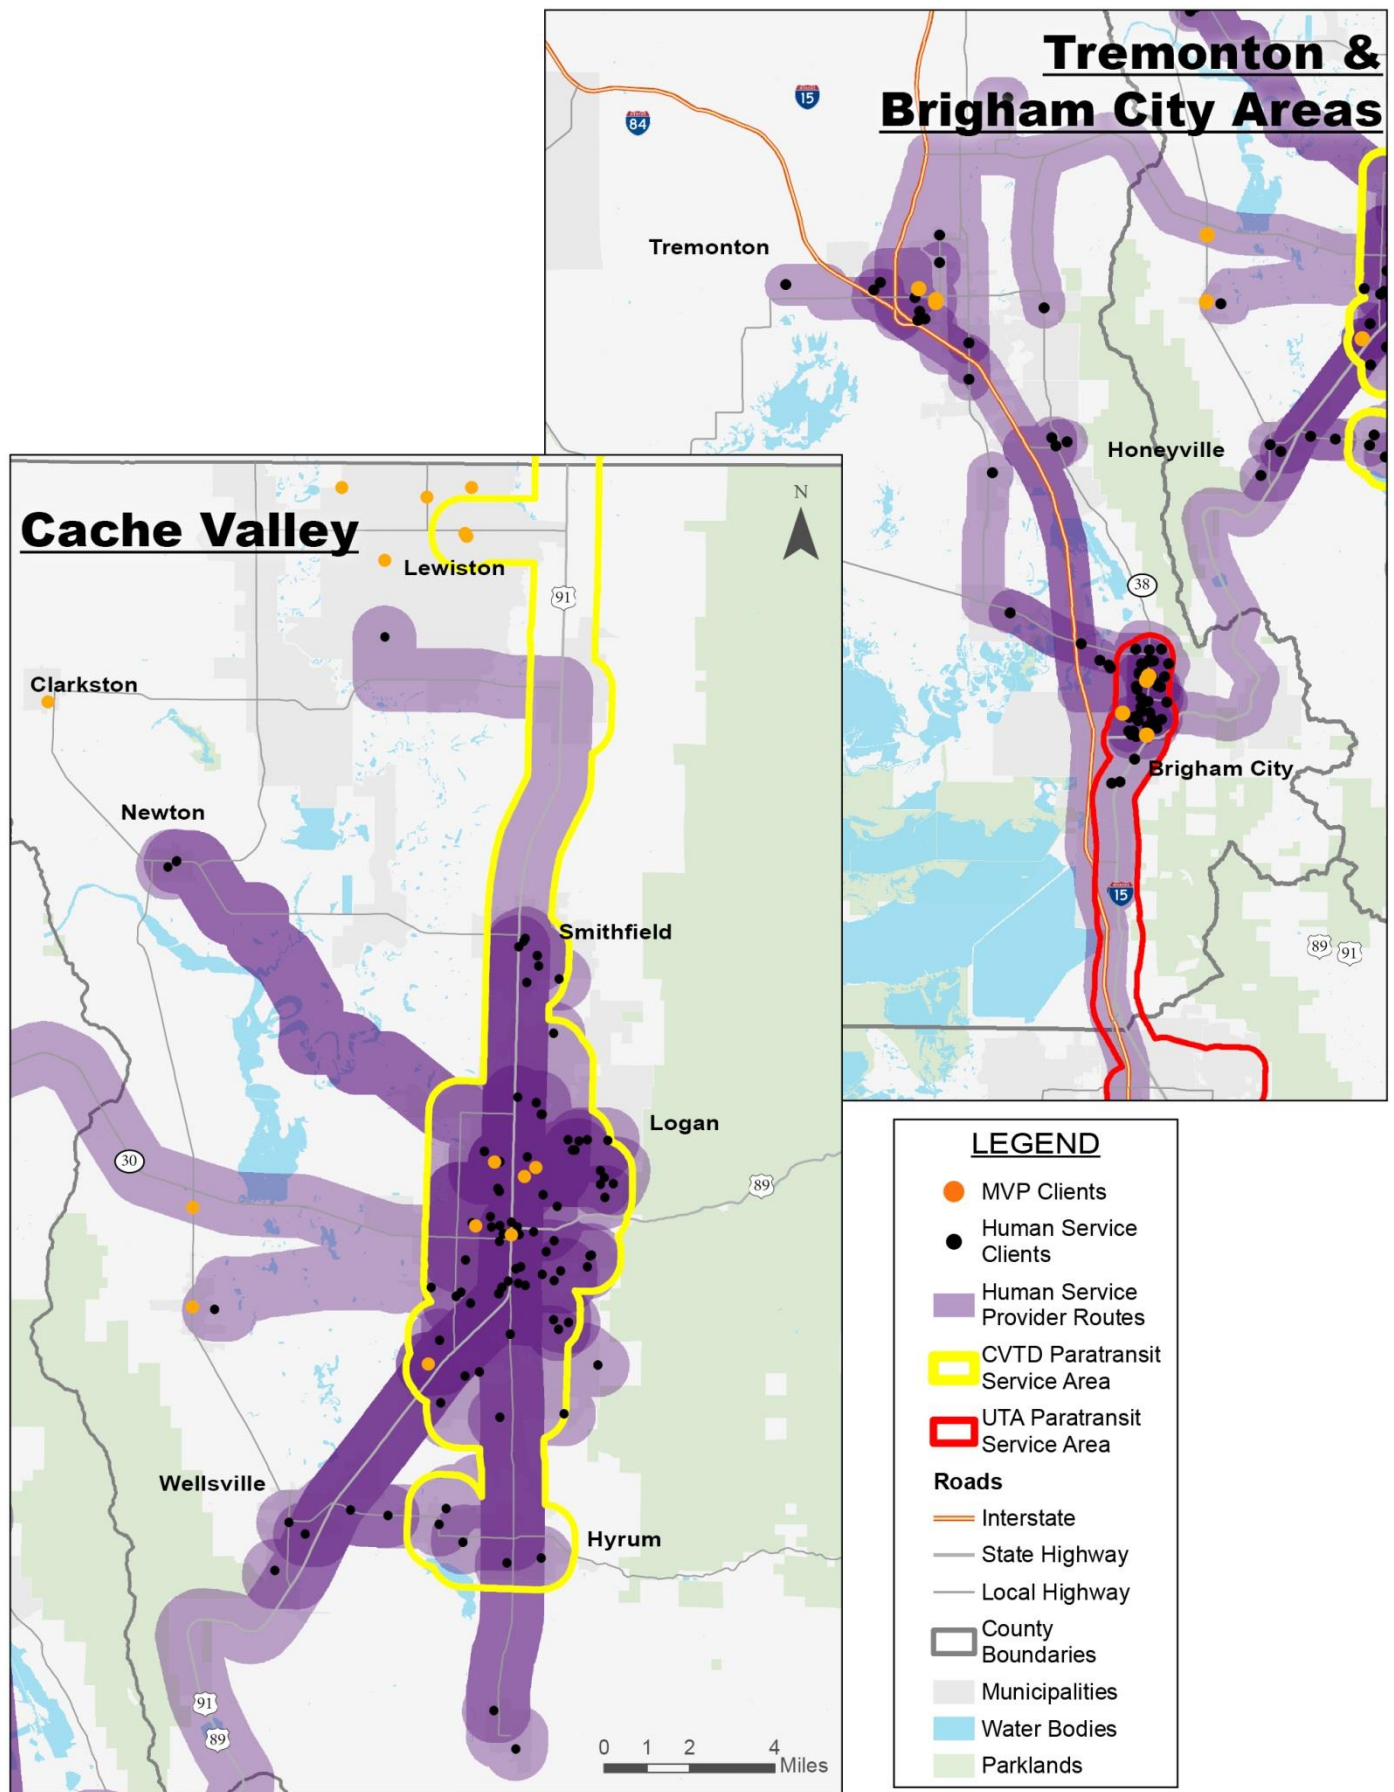 Tremonton &
Brigham City Areas
15
84
Tremonton
Honeyville
38
Brigham City
15
89
91
Cache Valley
N
Lewiston
91
Clarkston
Newton
Smithfield
Logan
30
89
Wellsville
Hyrum
91
89
0 1 2 4
Miles
LEGEND
MVP Clients
Human Service
Clients
Human Service
Provider Routes
CVTD Paratransit
Service Area
UTA Paratransit
Service Area
Roads
Interstate
State Highway
Local Highway
County
Boundaries
Municipalities
Water Bodies
Parklands